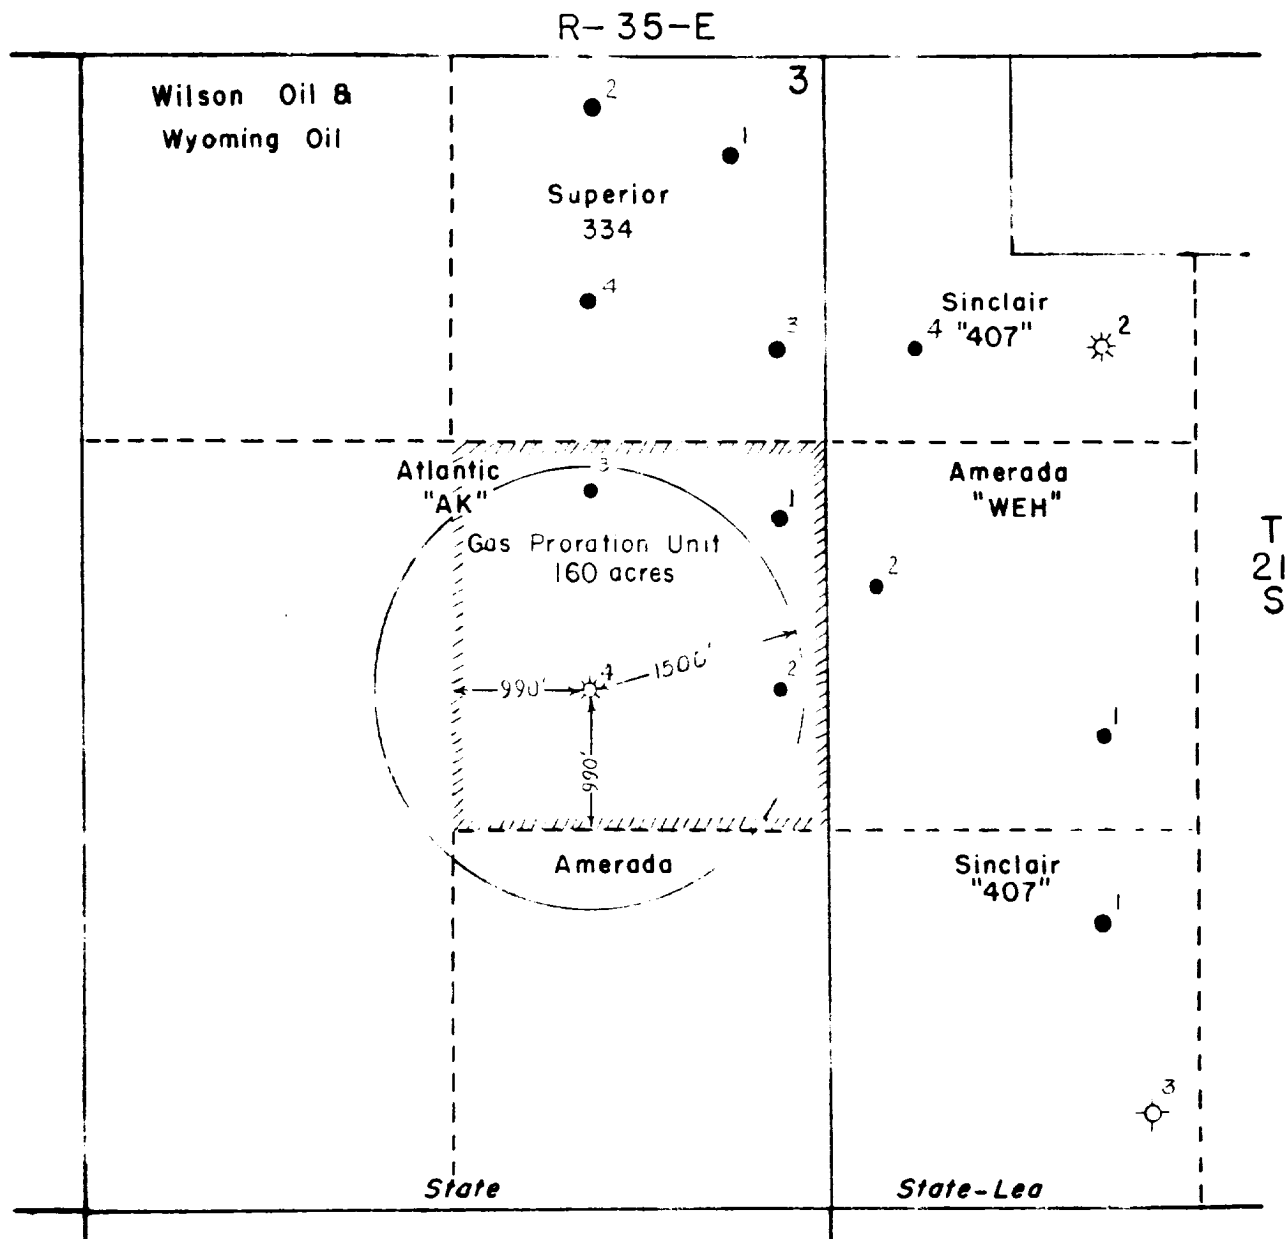 R-35-E
3
Wilson Oil &
Wyoming Oil
2
1
Superior
334
4
3
Sinclair
"407"
4
2
Atlantic
"AK"
3
1
Gas Proration Unit
160 acres
Amerada
"WEH"
2
T
21
S
990'
4
1500'
2
990'
1
Amerada
Sinclair
"407"
1
3
State
State-Lea